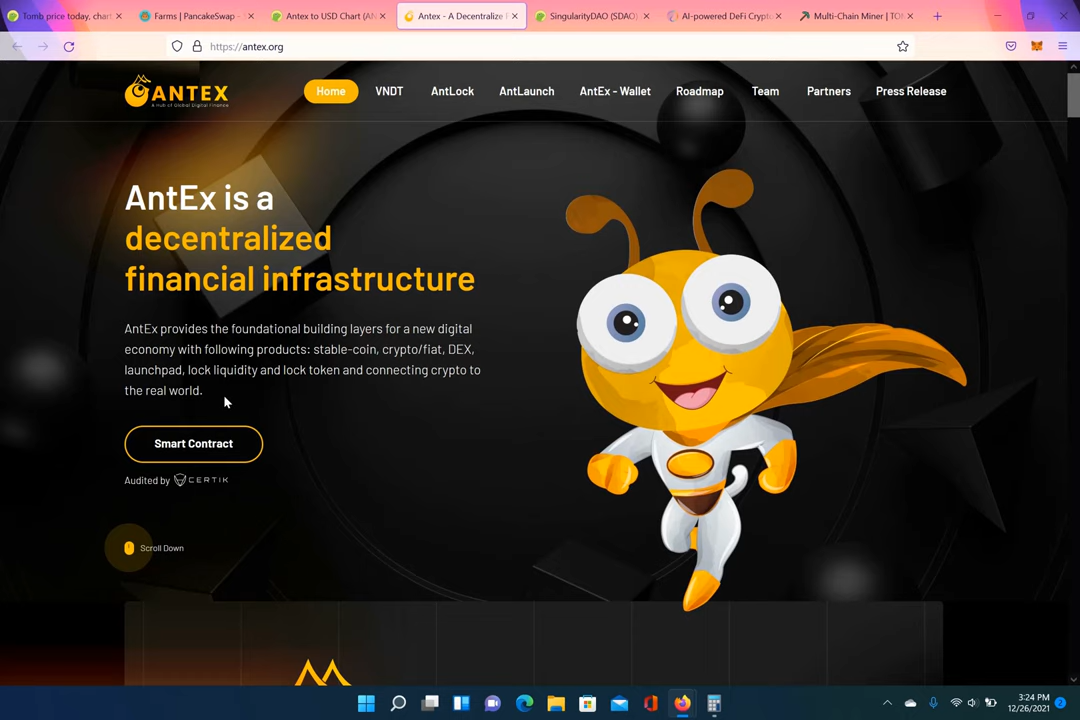 Tomb price today, chart
Farms | PancakeSwap -
Antex to USD Chart (AN
Antex - A Decentralize F
SingularityDAO (SDAO)
AI-powered DeFi Crypto
Multi-Chain Miner | TO
https://antex.org
ANTEX
A Hub of Global Digital Finance
Home
VNDT
AntLock
AntLaunch
AntEx - Wallet
Roadmap
Team
Partners
Press Release
AntEx is a
decentralized
financial infrastructure
AntEx provides the foundational building layers for a new digital
economy with following products: stable-coin, crypto/fiat, DEX,
launchpad, lock liquidity and lock token and connecting crypto to
the real world.
Smart Contract
Audited by CERTIK
Scroll Down
3:24 PM
12/26/2021
2